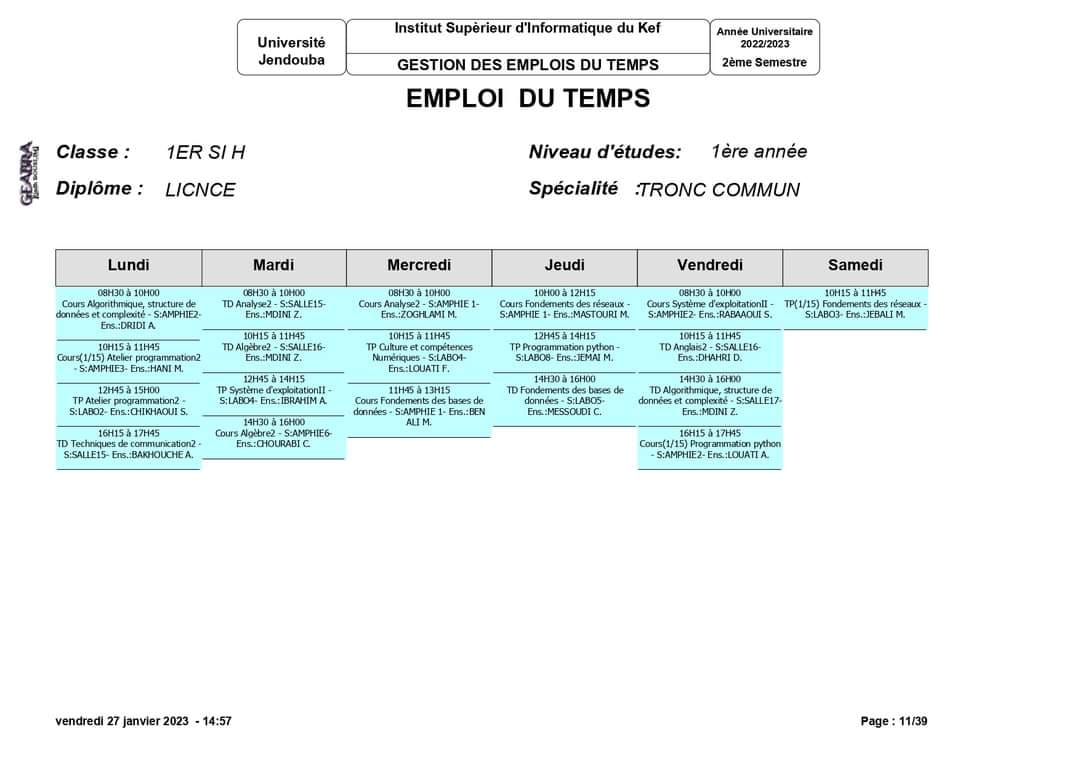 Université
Jendouba
Institut Supèrieur d'Informatique du Kef
GESTION DES EMPLOIS DU TEMPS
Année Universitaire
2022/2023
2ème Semestre
EMPLOI DU TEMPS
GEABRA
Classe : 1ER SI H
Niveau d'études: 1ère année
Diplôme : LICNCE
Spécialité :TRONC COMMUN
Lundi
08H30 à 10H00
Cours Algorithmique, structure de
données et complexité - S:AMPHIE2-
Ens.:DRIDI A.
10H15 à 11H45
Cours(1/15) Atelier programmation2
- S:AMPHIE3- Ens.:HANI M.
12H45 à 15H00
TP Atelier programmation2 -
S:LABO2- Ens.:CHIKHAOUI S.
16H15 à 17H45
TD Techniques de communication2 -
S:SALLE15- Ens.:BAKHOUCHE A.
Mardi
08H30 à 10H00
TD Analyse2 - S:SALLE15-
Ens.:MDINI Z.
10H15 à 11H45
TD Algèbre2 - S:SALLE16-
Ens.:MDINI Z.
12H45 à 14H15
TP Système d'exploitationII -
S:LABO4- Ens.:IBRAHIM A.
14H30 à 16H00
Cours Algèbre2 - S:AMPHIE6-
Ens.:CHOURABI C.
Mercredi
08H30 à 10H00
Cours Analyse2 - S:AMPHIE 1-
Ens.:ZOGHLAMI M.
10H15 à 11H45
TP Culture et compétences
Numériques - S:LABO4-
Ens.:LOUATI F.
11H45 à 13H15
Cours Fondements des bases de
données - S:AMPHIE 1- Ens.:BEN
ALI M.
Jeudi
10H00 à 12H15
Cours Fondements des réseaux -
S:AMPHIE 1- Ens.:MASTOURI M.
12H45 à 14H15
TP Programmation python -
S:LABO8- Ens.:JEMAI M.
14H30 à 16H00
TD Fondements des bases de
données - S:LABO5-
Ens.:MESSOUDI C.
Vendredi
08H30 à 10H00
Cours Système d'exploitationII -
S:AMPHIE2- Ens.:RABAAOUI S.
10H15 à 11H45
TD Anglais2 - S:SALLE16-
Ens.:DHAHRI D.
14H30 à 16H00
TD Algorithmique, structure de
données et complexité - S:SALLE17-
Ens.:MDINI Z.
16H15 à 17H45
Cours(1/15) Programmation python
- S:AMPHIE2- Ens.:LOUATI A.
Samedi
10H15 à 11H45
TP(1/15) Fondements des réseaux -
S:LABO3- Ens.:JEBALI M.
vendredi 27 janvier 2023 - 14:57
Page : 11/39